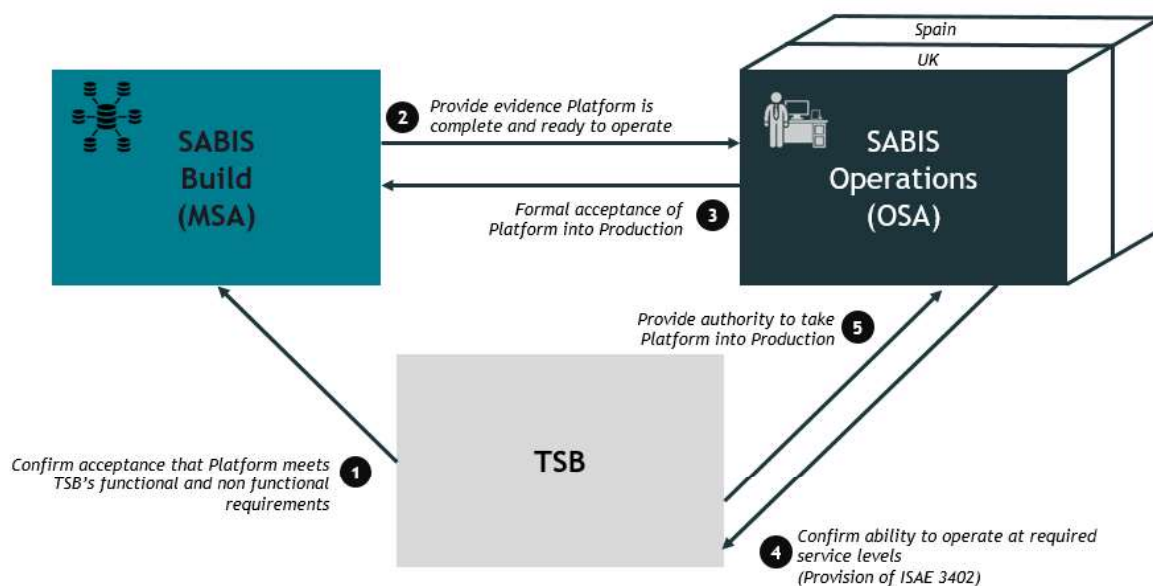 Spain
UK
SABIS
Build
(MSA)
2
Provide evidence Platform is
complete and ready to operate
SABIS
Operations
(OSA)
Formal acceptance of
Platform into Production
3
Provide authority to take
Platform into Production
5
TSB
Confirm acceptance that Platform meets
TSB's functional and non functional
requirements
1
4
Confirm ability to operate at required
service levels
(Provision of ISAE 3402)